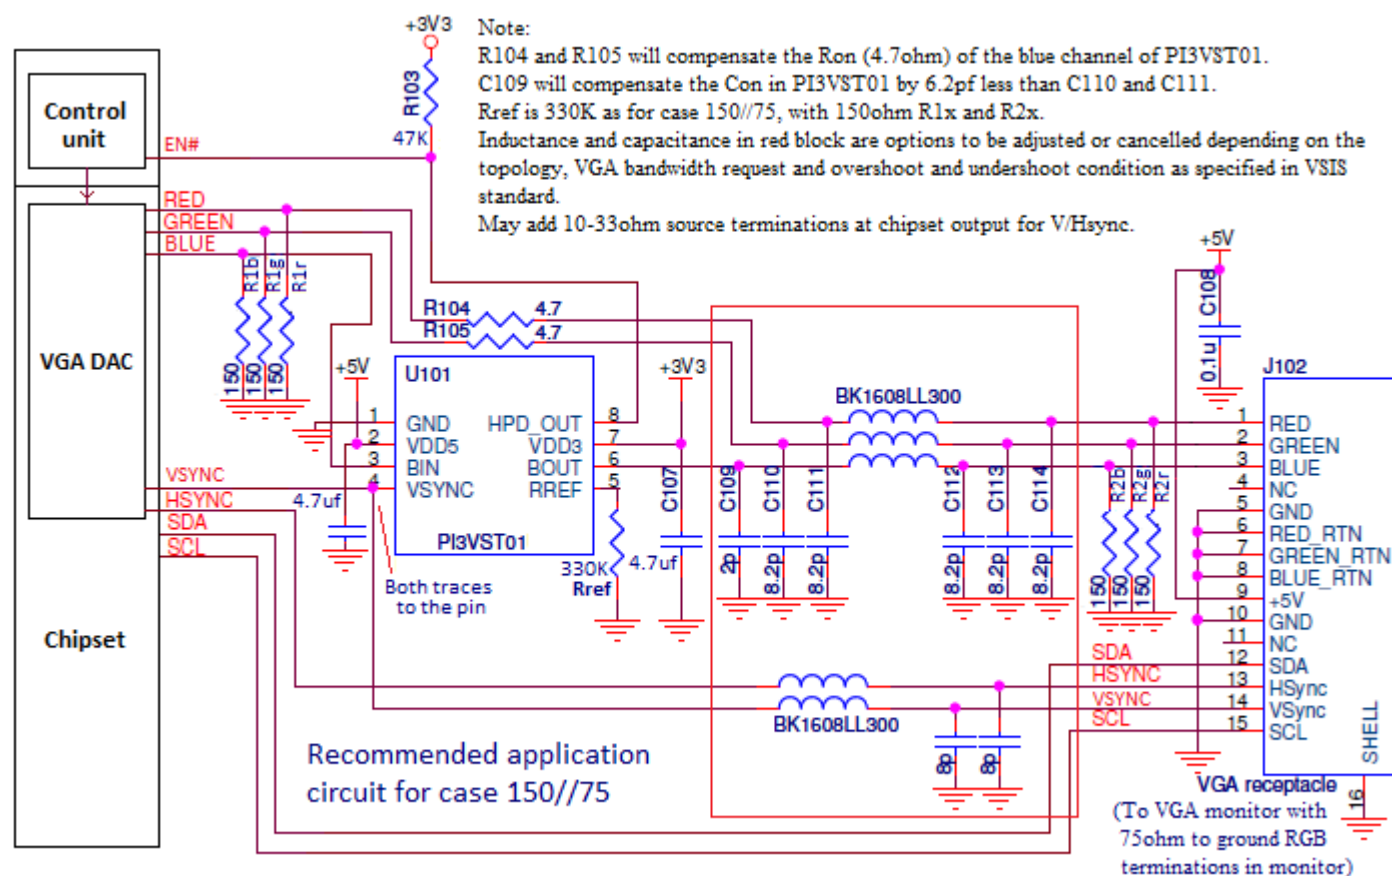 +3V3
Note:
R104 and R105 will compensate the Ron (4.7ohm) of the blue channel of PI3VST01.
C109 will compensate the Con in PI3VST01 by 6.2pf less than C110 and C111.
Rref is 330K as for case 150//75, with 150ohm R1x and R2x.
Inductance and capacitance in red block are options to be adjusted or cancelled depending on the
topology, VGA bandwidth request and overshoot and undershoot condition as specified in VSIS
standard.
May add 10-33ohm source terminations at chipset output for V/Hsync.
R103
47K
Control
unit
EN#
RED
GREEN
BLUE
R1b
R1g
R1r
150
150
150
VGA DAC
R104
4.7
R105
4.7
+5V
U101
+3V3
1
GND
HPD_OUT
8
2
VDD5
VDD3
7
3
BIN
BOUT
6
4
VSYNC
RREF
5
PI3VST01
4.7uf
VSYNC
HSYNC
SDA
SCL
Both traces
to the pin
330K
Rref
C107
4.7uf
BK1608LL300
C109
C110
C111
2p
8.2p
8.2p
C112
C113
C114
8.2p
8.2p
8.2p
R2b
R2g
R2r
150
150
150
+5V
C108
0.1u
J102
1
RED
2
GREEN
3
BLUE
4
NC
5
GND
6
RED_RTN
7
GREEN_RTN
8
BLUE_RTN
9
+5V
10
GND
11
NC
SDA
12
SDA
HSYNC
13
HSync
VSYNC
14
VSync
SCL
15
SCL
SHELL
16
BK1608LL300
8p
8p
Chipset
Recommended application
circuit for case 150//75
VGA receptacle
(To VGA monitor with
75ohm to ground RGB
terminations in monitor)